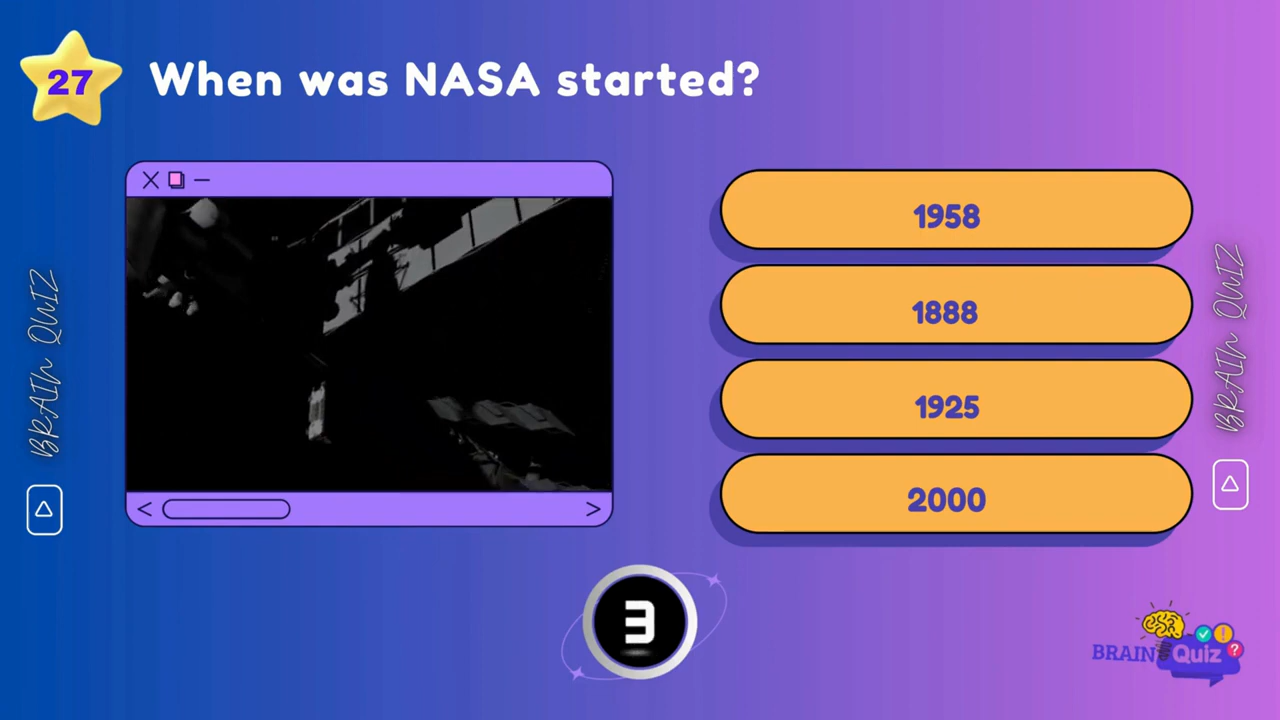 27
When was NASA started?
1958
1888
1925
2000
BRAIN QUIZ
BRAIN QUIZ
3
BRAIN Quiz